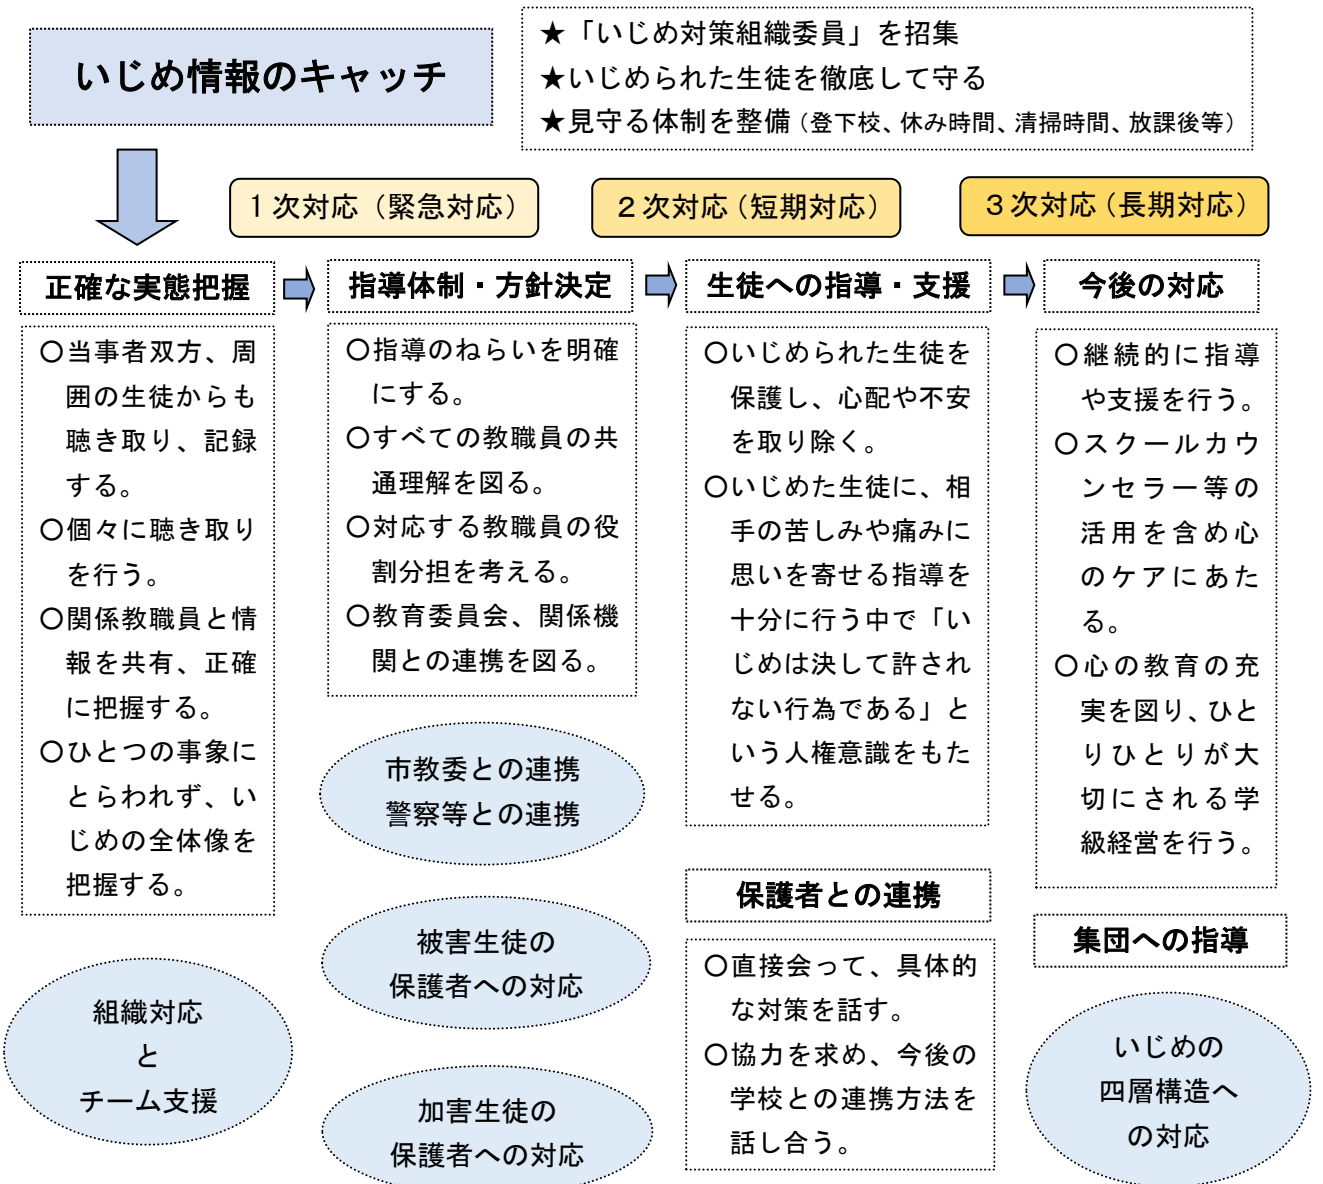 いじめ情報のキャッチ
★「いじめ対策組織委員」を招集
★いじめられた生徒を徹底して守る
★見守る体制を整備（登下校、休み時間、清掃時間、放課後等）
１次対応（緊急対応）
２次対応（短期対応）
３次対応（長期対応）
正確な実態把握
〇当事者双方、周
囲の生徒からも
聴き取り、記録
する。
〇個々に聴き取り
を行う。
〇関係教職員と情
報を共有、正確
に把握する。
〇ひとつの事象に
とらわれず、い
じめの全体像を
把握する。
組織対応
と
チーム支援
指導体制・方針決定
〇指導のねらいを明確
にする。
〇すべての教職員の共
通理解を図る。
〇対応する教職員の役
割分担を考える。
〇教育委員会、関係機
関との連携を図る。
市教委との連携
警察等との連携
被害生徒の
保護者への対応
加害生徒の
保護者への対応
生徒への指導・支援
〇いじめられた生徒を
保護し、心配や不安
を取り除く。
〇いじめた生徒に、相
手の苦しみや痛みに
思いを寄せる指導を
十分に行う中で「い
じめは決して許され
ない行為である」と
いう人権意識をもた
せる。
保護者との連携
〇直接会って、具体的
な対策を話す。
〇協力を求め、今後の
学校との連携方法を
話し合う。
今後の対応
〇継続的に指導
や支援を行う。
〇スクールカウ
ンセラー等の
活用を含め心
のケアにあた
る。
〇心の教育の充
実を図り、ひと
りひとりが大
切にされる学
級経営を行う。
集団への指導
いじめの
四層構造へ
の対応